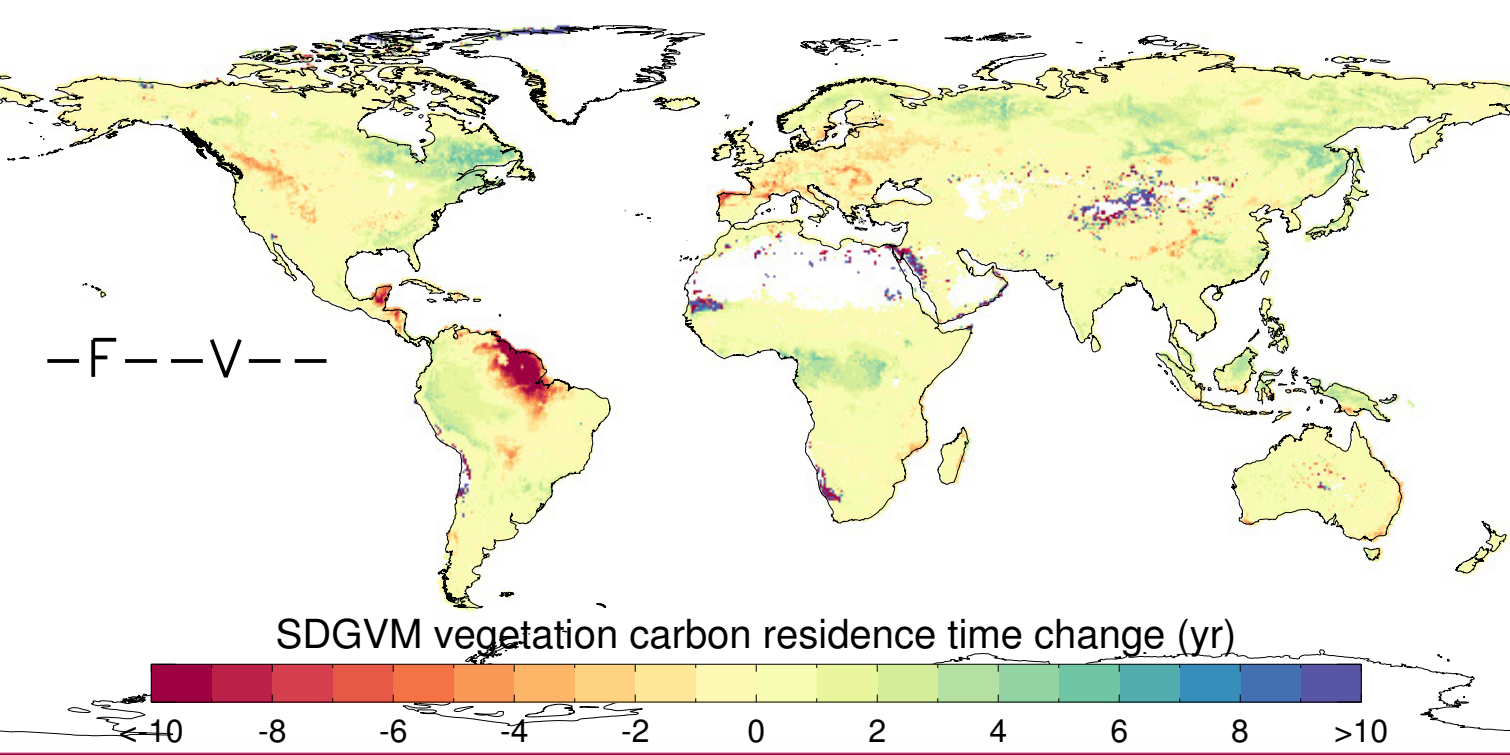 —F——V——
SDGVM vegetation carbon residence time change (yr)
<-10 -8 -6 -4 -2 0 2 4 6 8 >10